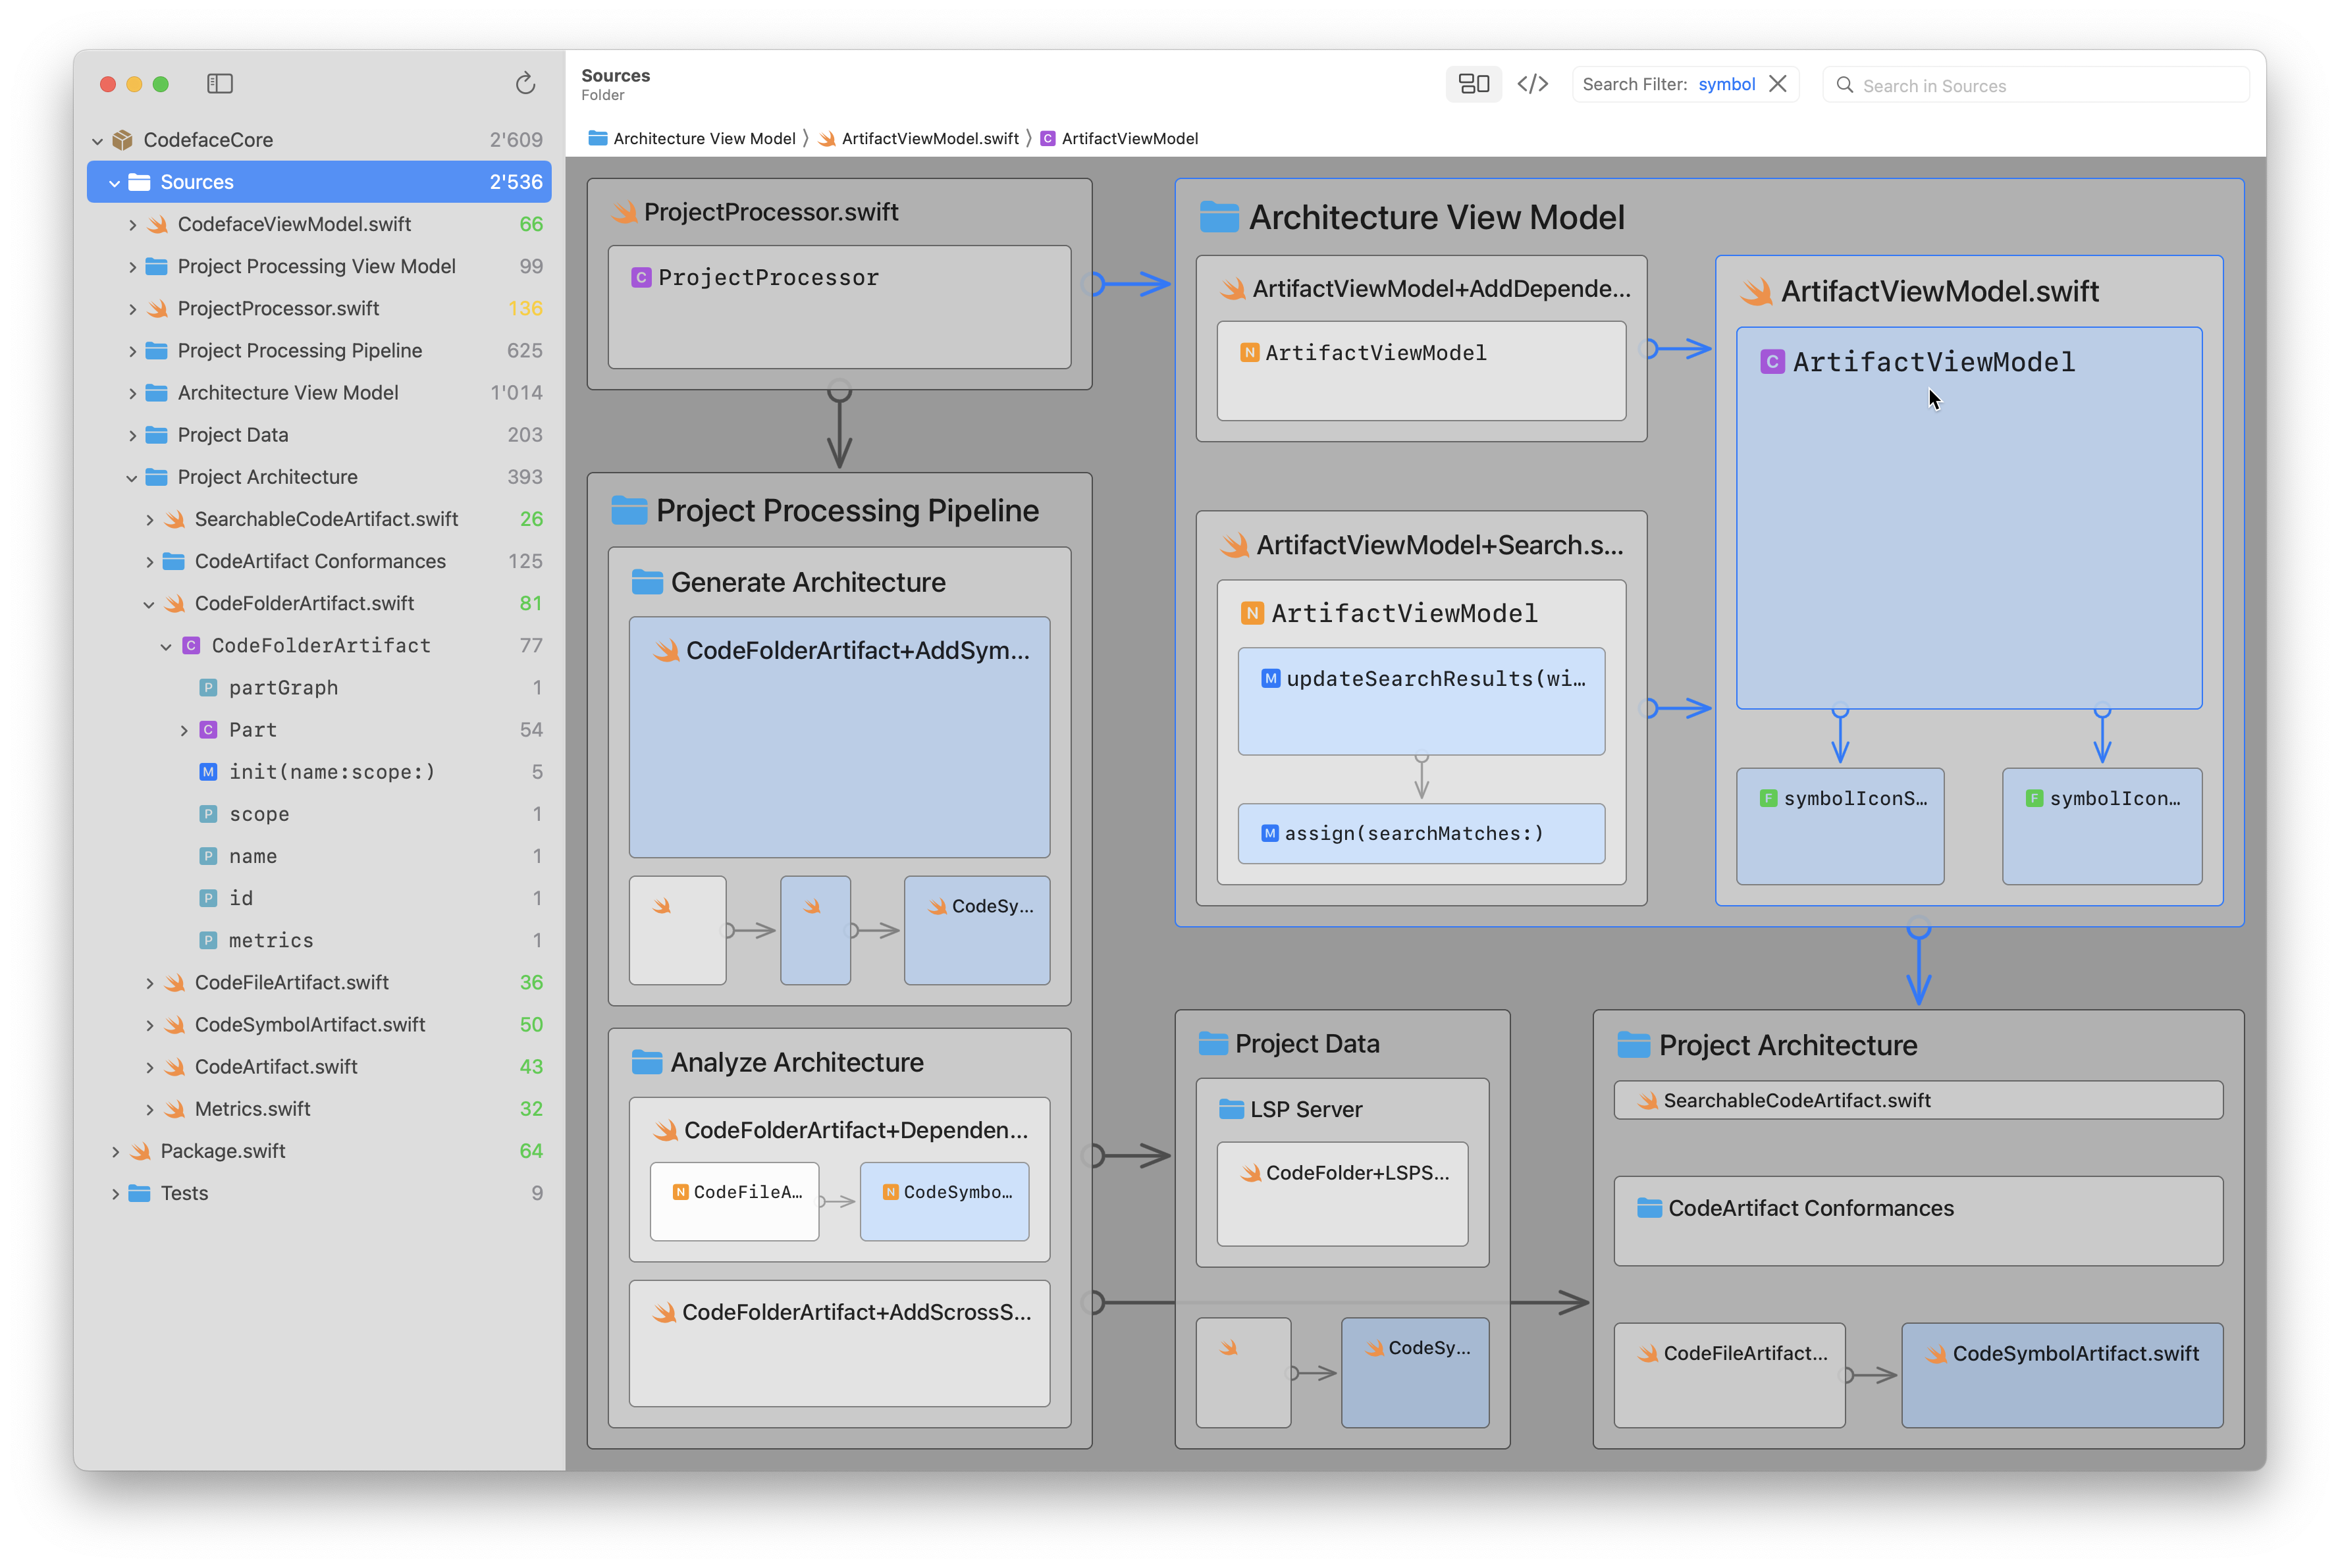 CodefaceCore 2'609
Sources 2'536
CodefaceViewModel.swift 66
Project Processing View Model 99
ProjectProcessor.swift 136
Project Processing Pipeline 625
Architecture View Model 1'014
Project Data 203
Project Architecture 393
SearchableCodeArtifact.swift 26
CodeArtifact Conformances 125
CodeFolderArtifact.swift 81
C CodeFolderArtifact 77
P partGraph 1
C Part 54
M init(name:scope:) 5
P scope 1
P name 1
P id 1
P metrics 1
CodeFileArtifact.swift 36
CodeSymbolArtifact.swift 50
CodeArtifact.swift 43
Metrics.swift 32
Package.swift 64
Tests 9
Sources
Folder
Search Filter: symbol
Search in Sources
Architecture View Model ⟩ ArtifactViewModel.swift ⟩ C ArtifactViewModel
ProjectProcessor.swift
C ProjectProcessor
Project Processing Pipeline
Generate Architecture
CodeFolderArtifact+AddSym...
CodeSy...
Analyze Architecture
CodeFolderArtifact+Dependen...
N CodeFileA...
N CodeSymbo...
CodeFolderArtifact+AddScrossS...
Architecture View Model
ArtifactViewModel+AddDepende...
N ArtifactViewModel
ArtifactViewModel+Search.s...
N ArtifactViewModel
M updateSearchResults(wi...
M assign(searchMatches:)
ArtifactViewModel.swift
C ArtifactViewModel
F symbolIconS...
F symbolIcon...
Project Data
LSP Server
CodeFolder+LSPS...
CodeSy...
Project Architecture
SearchableCodeArtifact.swift
CodeArtifact Conformances
CodeFileArtifact...
CodeSymbolArtifact.swift